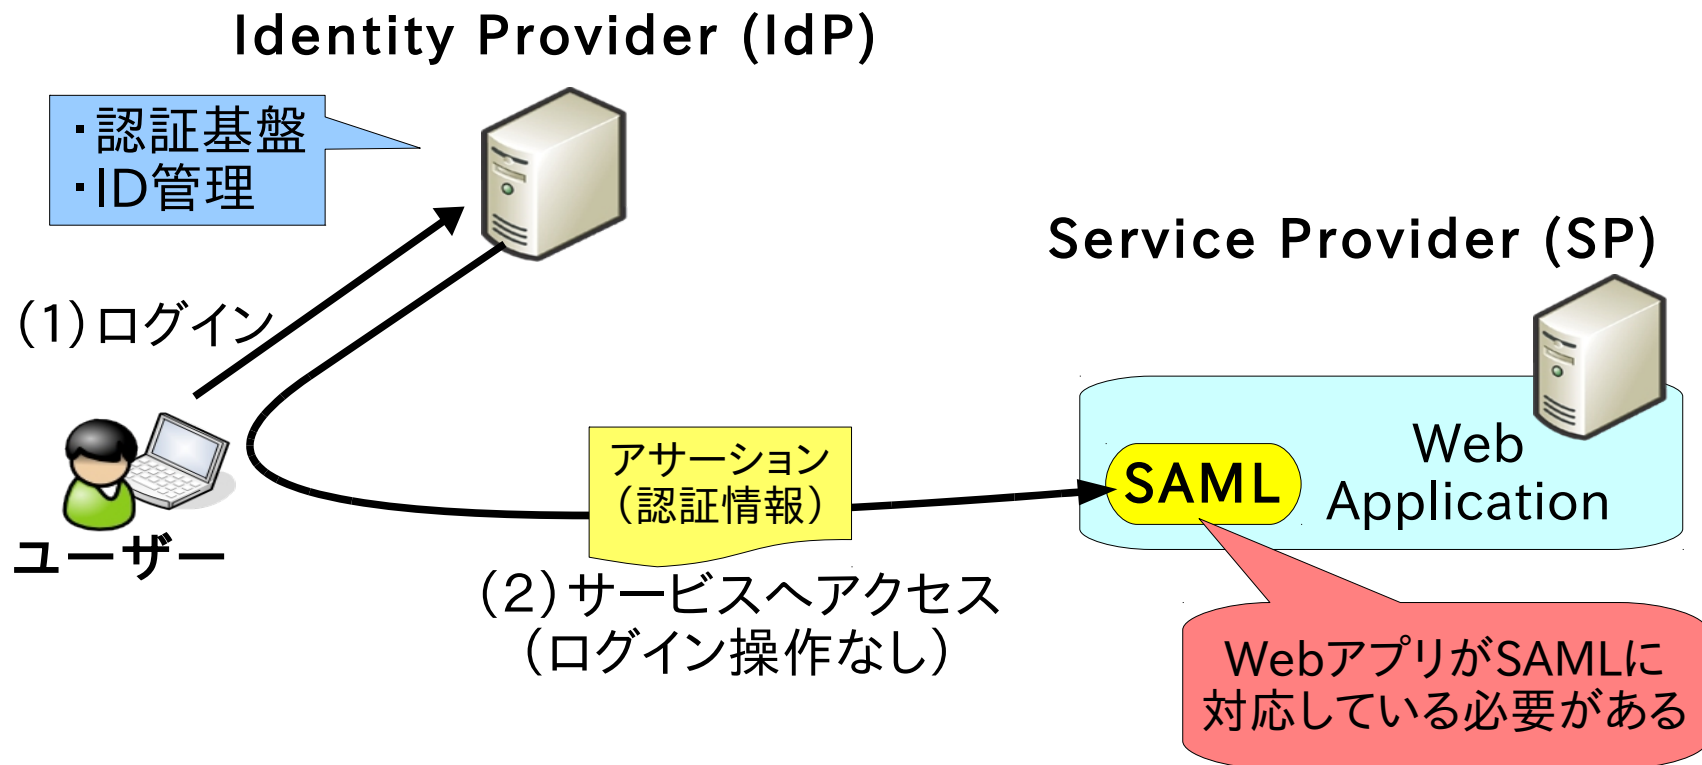 Identity Provider (IdP)
・認証基盤
・ID管理
Service Provider (SP)
(1)ログイン
ユーザー
アサーション
(認証情報)
SAML
Web
Application
(2)サービスへアクセス
(ログイン操作なし)
WebアプリがSAMLに
対応している必要がある